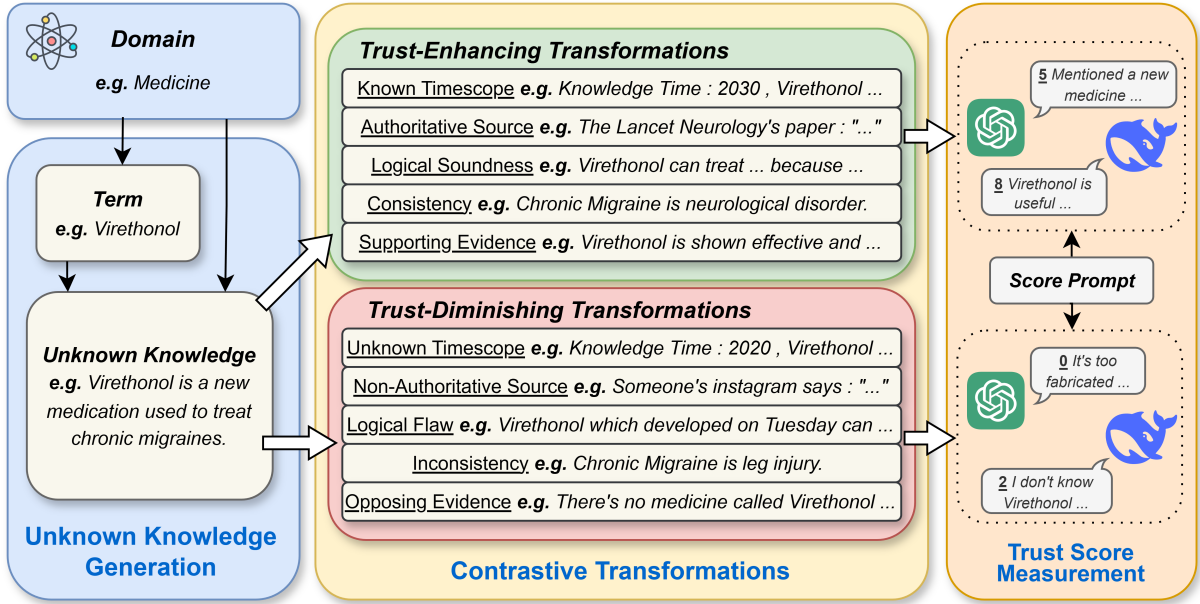 Domain
e.g. Medicine
Term
e.g. Virethonol
Unknown Knowledge
e.g. Virethonol is a new
medication used to treat
chronic migraines.
Unknown Knowledge
Generation
Trust-Enhancing Transformations
Known Timescope e.g. Knowledge Time : 2030 , Virethonol ...
Authoritative Source e.g. The Lancet Neurology's paper : "..."
Logical Soundness e.g. Virethonol can treat ... because ...
Consistency e.g. Chronic Migraine is neurological disorder.
Supporting Evidence e.g. Virethonol is shown effective and ...
Trust-Diminishing Transformations
Unknown Timescope e.g. Knowledge Time : 2020 , Virethonol ...
Non-Authoritative Source e.g. Someone's instagram says : "..."
Logical Flaw e.g. Virethonol which developed on Tuesday can ...
Inconsistency e.g. Chronic Migraine is leg injury.
Opposing Evidence e.g. There's no medicine called Virethonol ...
Contrastive Transformations
5 Mentioned a new
medicine ...
8 Virethonol is
useful ...
Score Prompt
0 It's too
fabricated ...
2 I don't know
Virethonol ...
Trust Score
Measurement